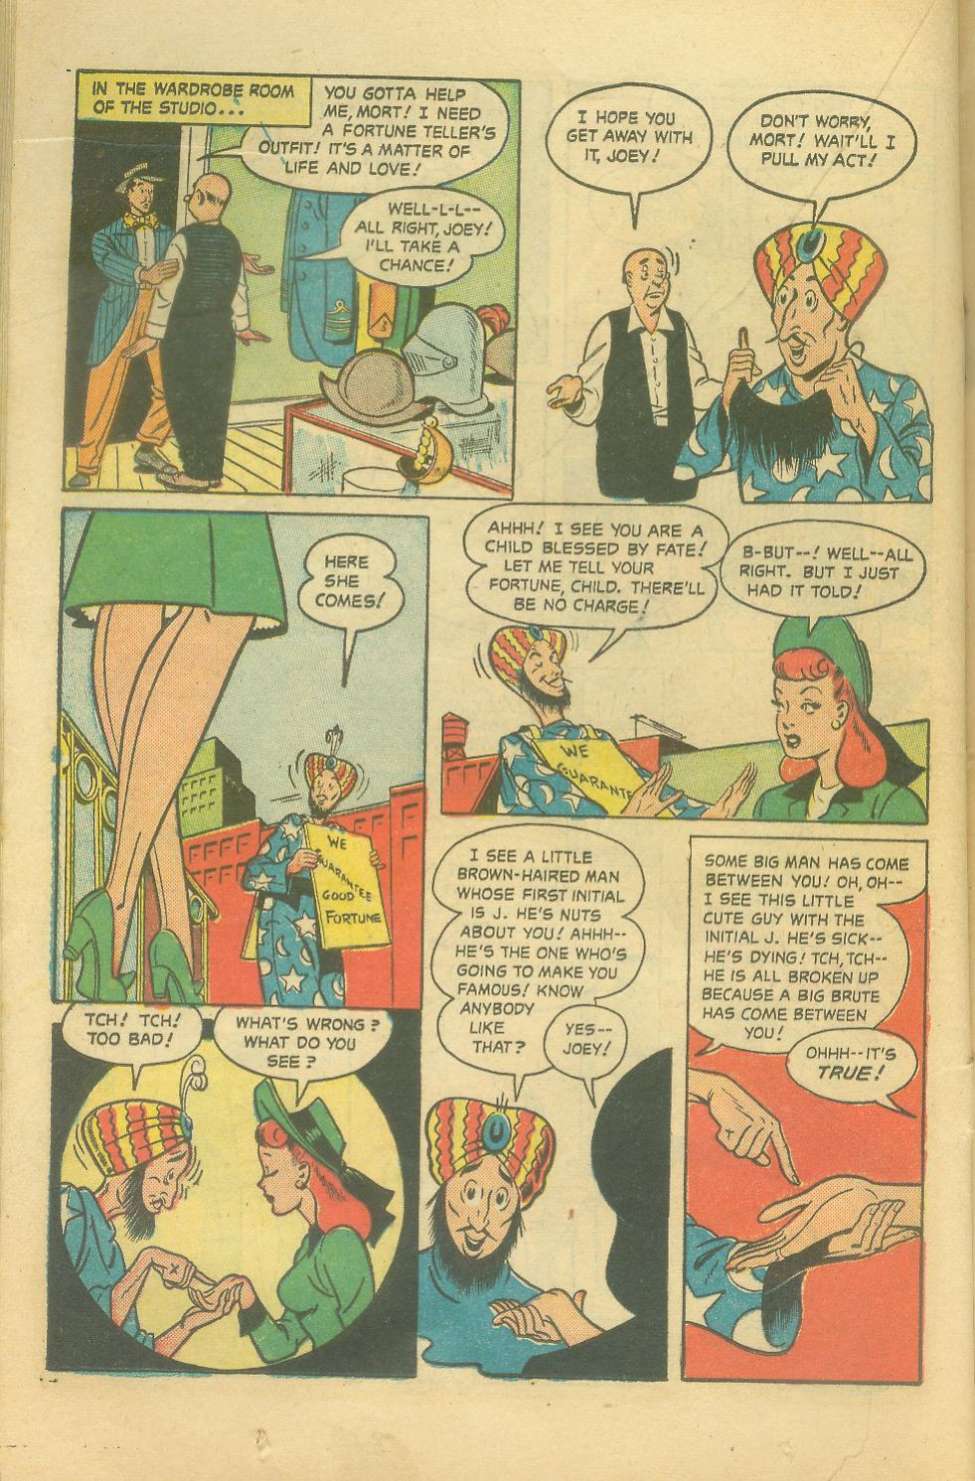 IN THE WARDROBE ROOM
OF THE STUDIO...
YOU GOTTA HELP
ME, MORT! I NEED
A FORTUNE TELLER'S
OUTFIT! IT'S A MATTER OF
LIFE AND LOVE!
WELL-L-L--
ALL RIGHT, JOEY!
I'LL TAKE A
CHANCE!
I HOPE YOU
GET AWAY WITH
IT, JOEY!
DON'T WORRY,
MORT! WAIT'LL I
PULL MY ACT!
HERE
SHE
COMES!
WE
GUARANTEE
GOOD
FORTUNE
AHHH! I SEE YOU ARE A
CHILD BLESSED BY FATE!
LET ME TELL YOUR
FORTUNE, CHILD. THERE'LL
BE NO CHARGE!
B-BUT--! WELL--ALL
RIGHT. BUT I JUST
HAD IT TOLD!
WE
GUARANTE
TCH! TCH!
TOO BAD!
WHAT'S WRONG?
WHAT DO YOU
SEE?
I SEE A LITTLE
BROWN-HAIRED MAN
WHOSE FIRST INITIAL
IS J. HE'S NUTS
ABOUT YOU! AHHH--
HE'S THE ONE WHO'S
GOING TO MAKE YOU
FAMOUS! KNOW
ANYBODY
LIKE
THAT?
YES--
JOEY!
SOME BIG MAN HAS COME
BETWEEN YOU! OH, OH--
I SEE THIS LITTLE
CUTE GUY WITH THE
INITIAL J. HE'S SICK--
HE'S DYING! TCH, TCH--
HE IS ALL BROKEN UP
BECAUSE A BIG BRUTE
HAS COME BETWEEN
YOU!
OHHH--IT'S
TRUE!